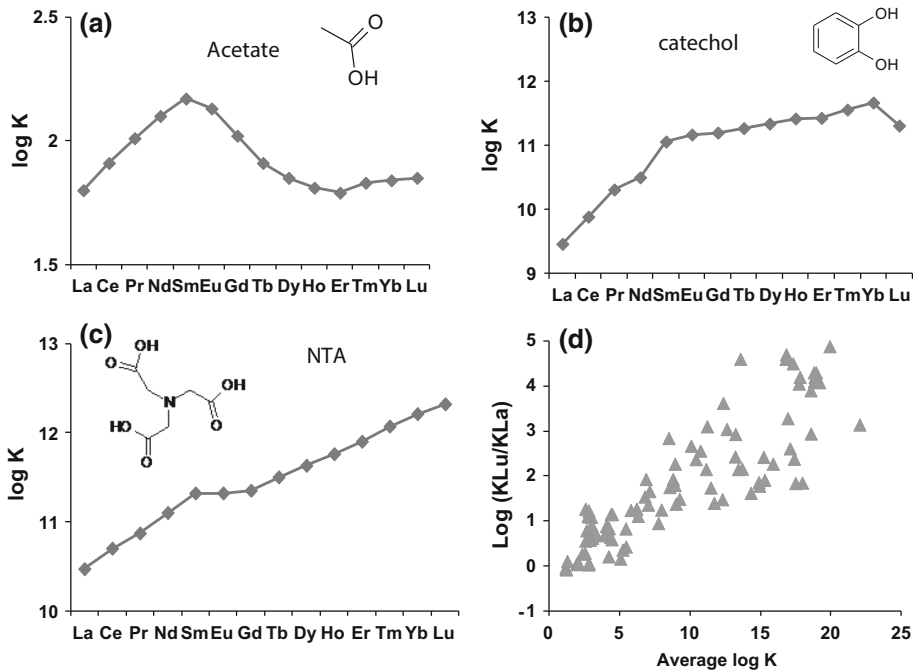 (a)
Acetate
O
OH
log K
2.5
2
1.5
La Ce Pr Nd Sm Eu Gd Tb Dy Ho Er Tm Yb Lu
(b)
catechol
OH
OH
log K
13
12
11
10
9
La Ce Pr Nd Sm Eu Gd Tb Dy Ho Er Tm Yb Lu
(c)
NTA
OH
O
N
OH
O
HO
O
log K
13
12
11
10
La Ce Pr Nd Sm Eu Gd Tb Dy Ho Er Tm Yb Lu
(d)
Log (KLu/KLa)
5
4
3
2
1
0
-1
0 5 10 15 20 25
Average log K